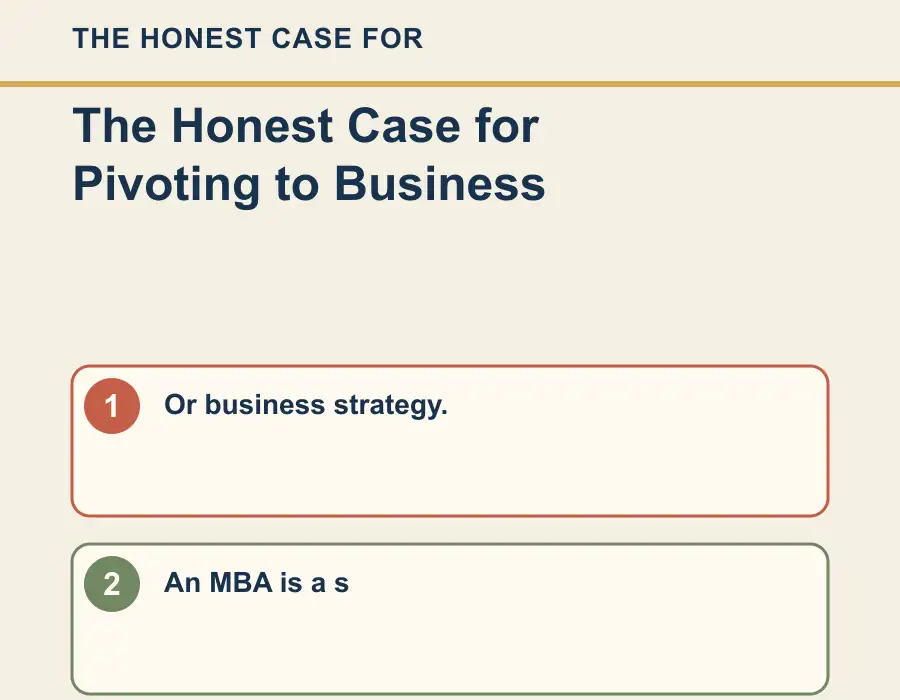 THE HONEST CASE FOR
The Honest Case for
Pivoting to Business
1
Or business strategy.
2
An MBA is a s